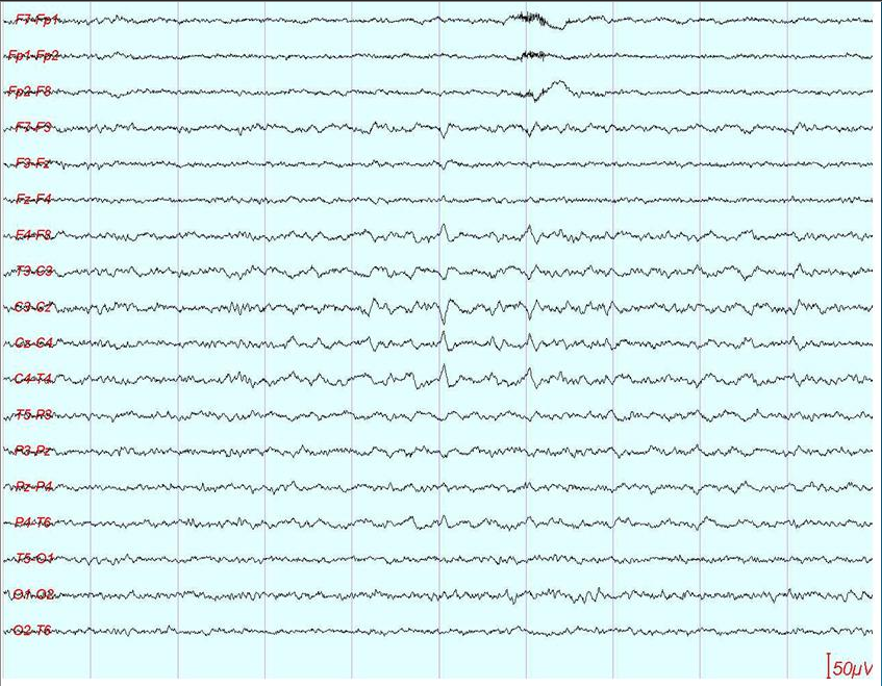 F7-Fp1
Fp1-Fp2
Fp2-F8
F7-F3
F3-Fz
Fz-F4
F4-F8
T3-C3
C3-Cz
Cz-C4
C4-T4
T5-P3
P3-Pz
Pz-P4
P4-T6
T5-O1
O1-O2
O2-T6
50µV